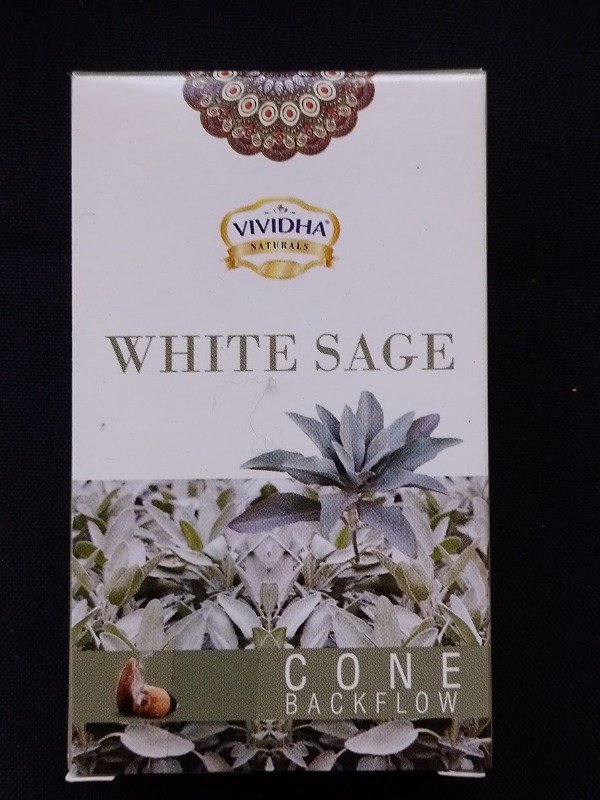 VIVIDHA®
NATURALS
WHITE SAGE
CONE
BACKFLOW